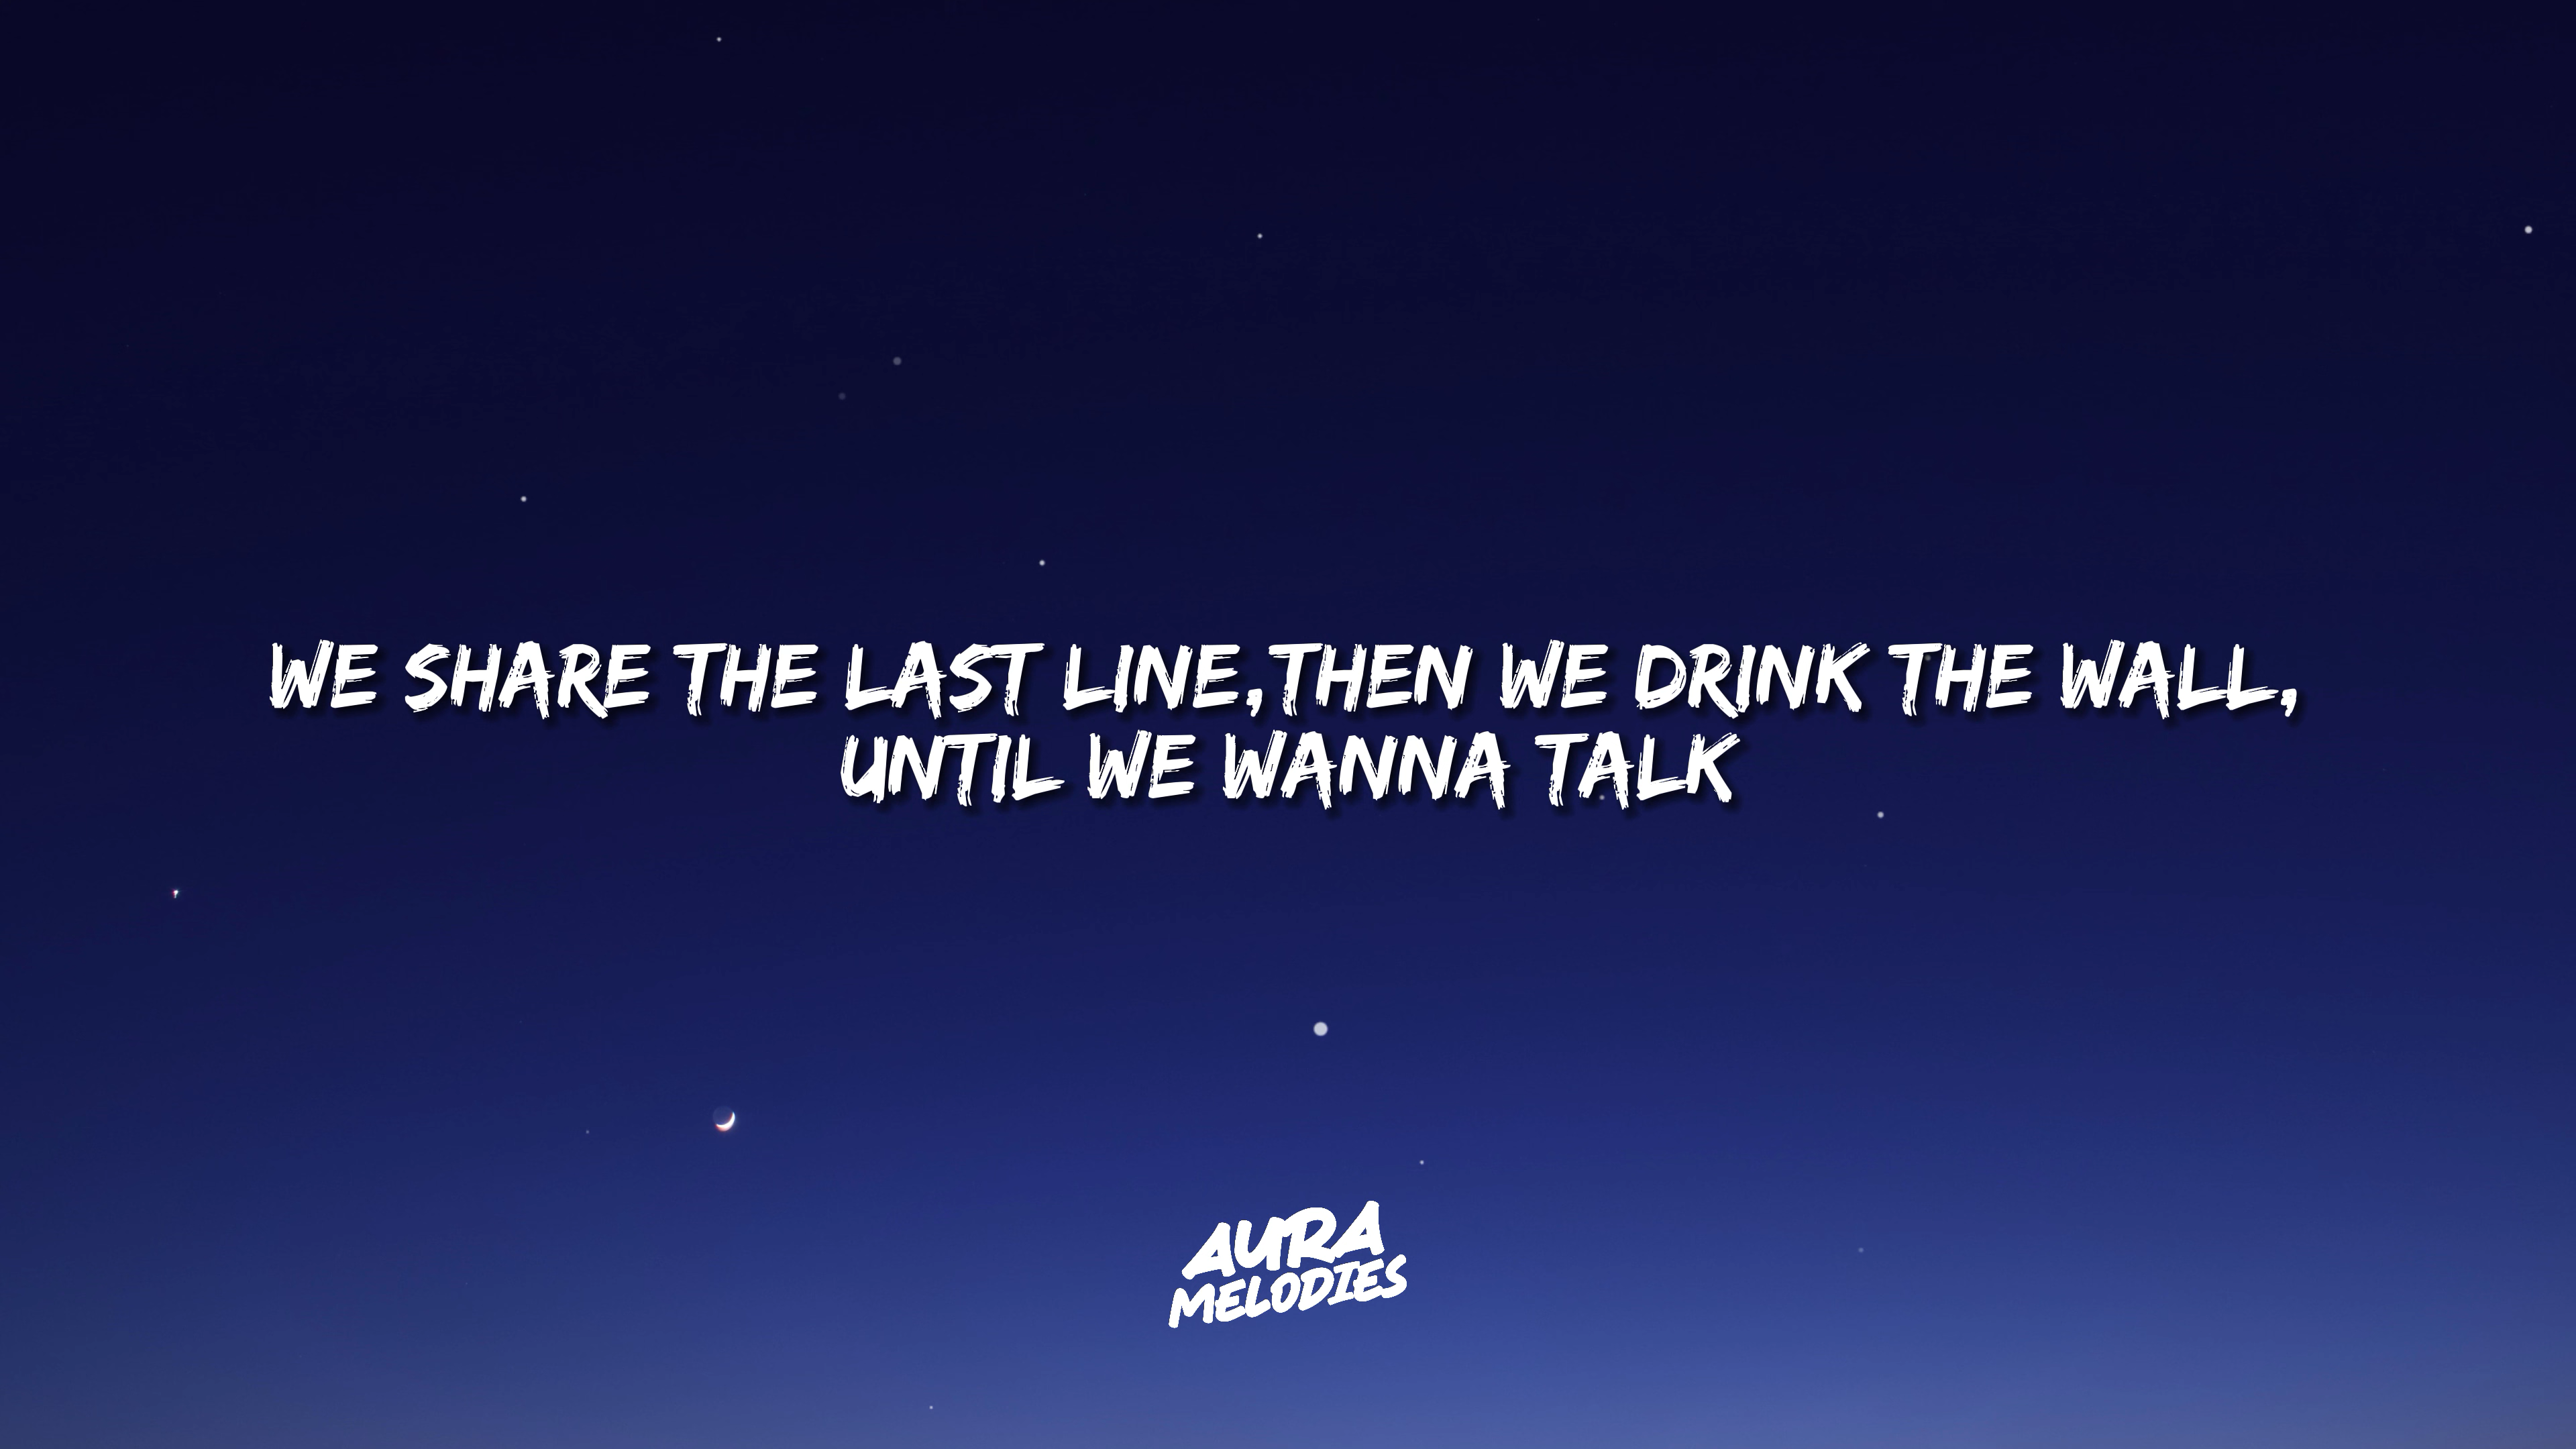 WE SHARE THE LAST LINE,THEN WE DRINK THE WALL,
UNTIL WE WANNA TALK
AURA
MELODIES